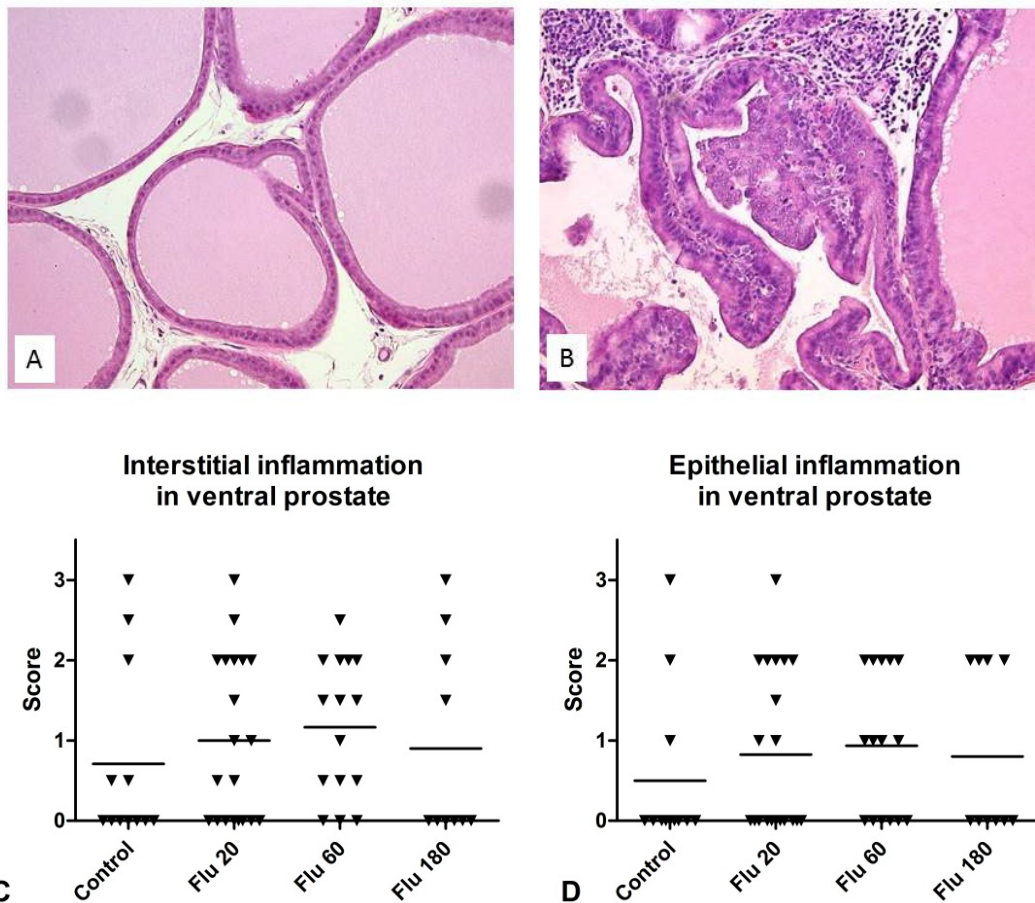 A
B
Interstitial inflammation
in ventral prostate
Score
3
2
1
0
Control
Flu 20
Flu 60
Flu 180
C
Epithelial inflammation
in ventral prostate
Score
3
2
1
0
Control
Flu 20
Flu 60
Flu 180
D